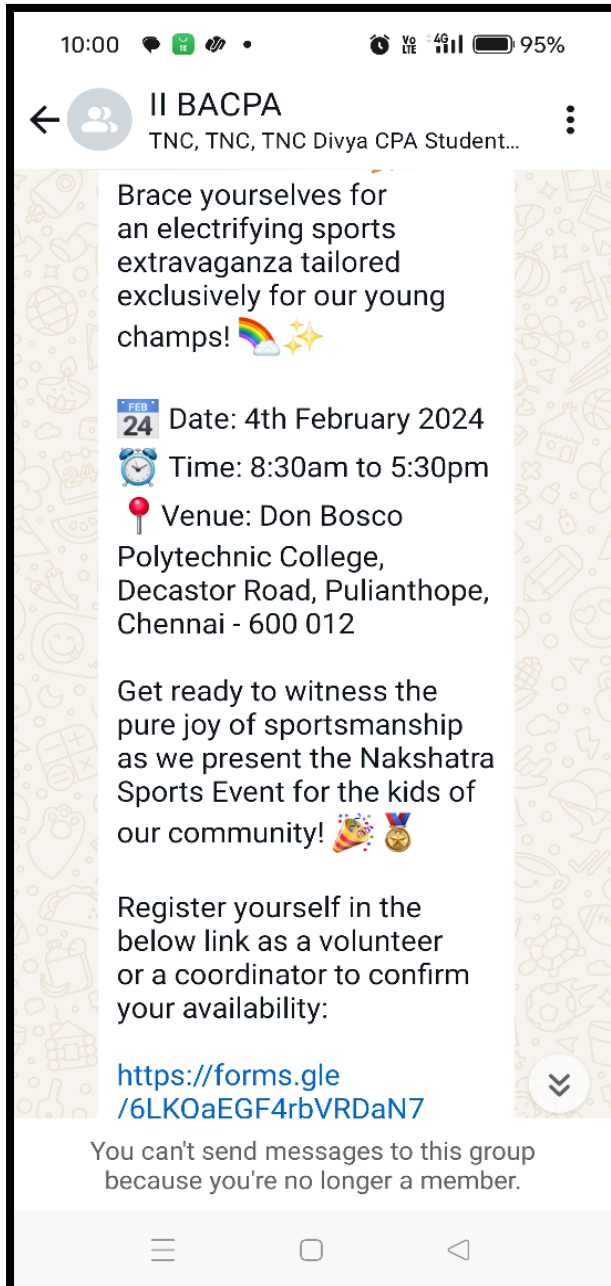 10:00 Vo LTE 4G 95%
II BACPA
TNC, TNC, TNC Divya CPA Student...
Brace yourselves for
an electrifying sports
extravaganza tailored
exclusively for our young
champs! 🌈✨
FEB 24 Date: 4th February 2024
⏰ Time: 8:30am to 5:30pm
📍 Venue: Don Bosco
Polytechnic College,
Decastor Road, Pulianthope,
Chennai - 600 012
Get ready to witness the
pure joy of sportsmanship
as we present the Nakshatra
Sports Event for the kids of
our community! 🎉🏅
Register yourself in the
below link as a volunteer
or a coordinator to confirm
your availability:
https://forms.gle
/6LKOaEGF4rbVRDaN7
You can't send messages to this group
because you're no longer a member.